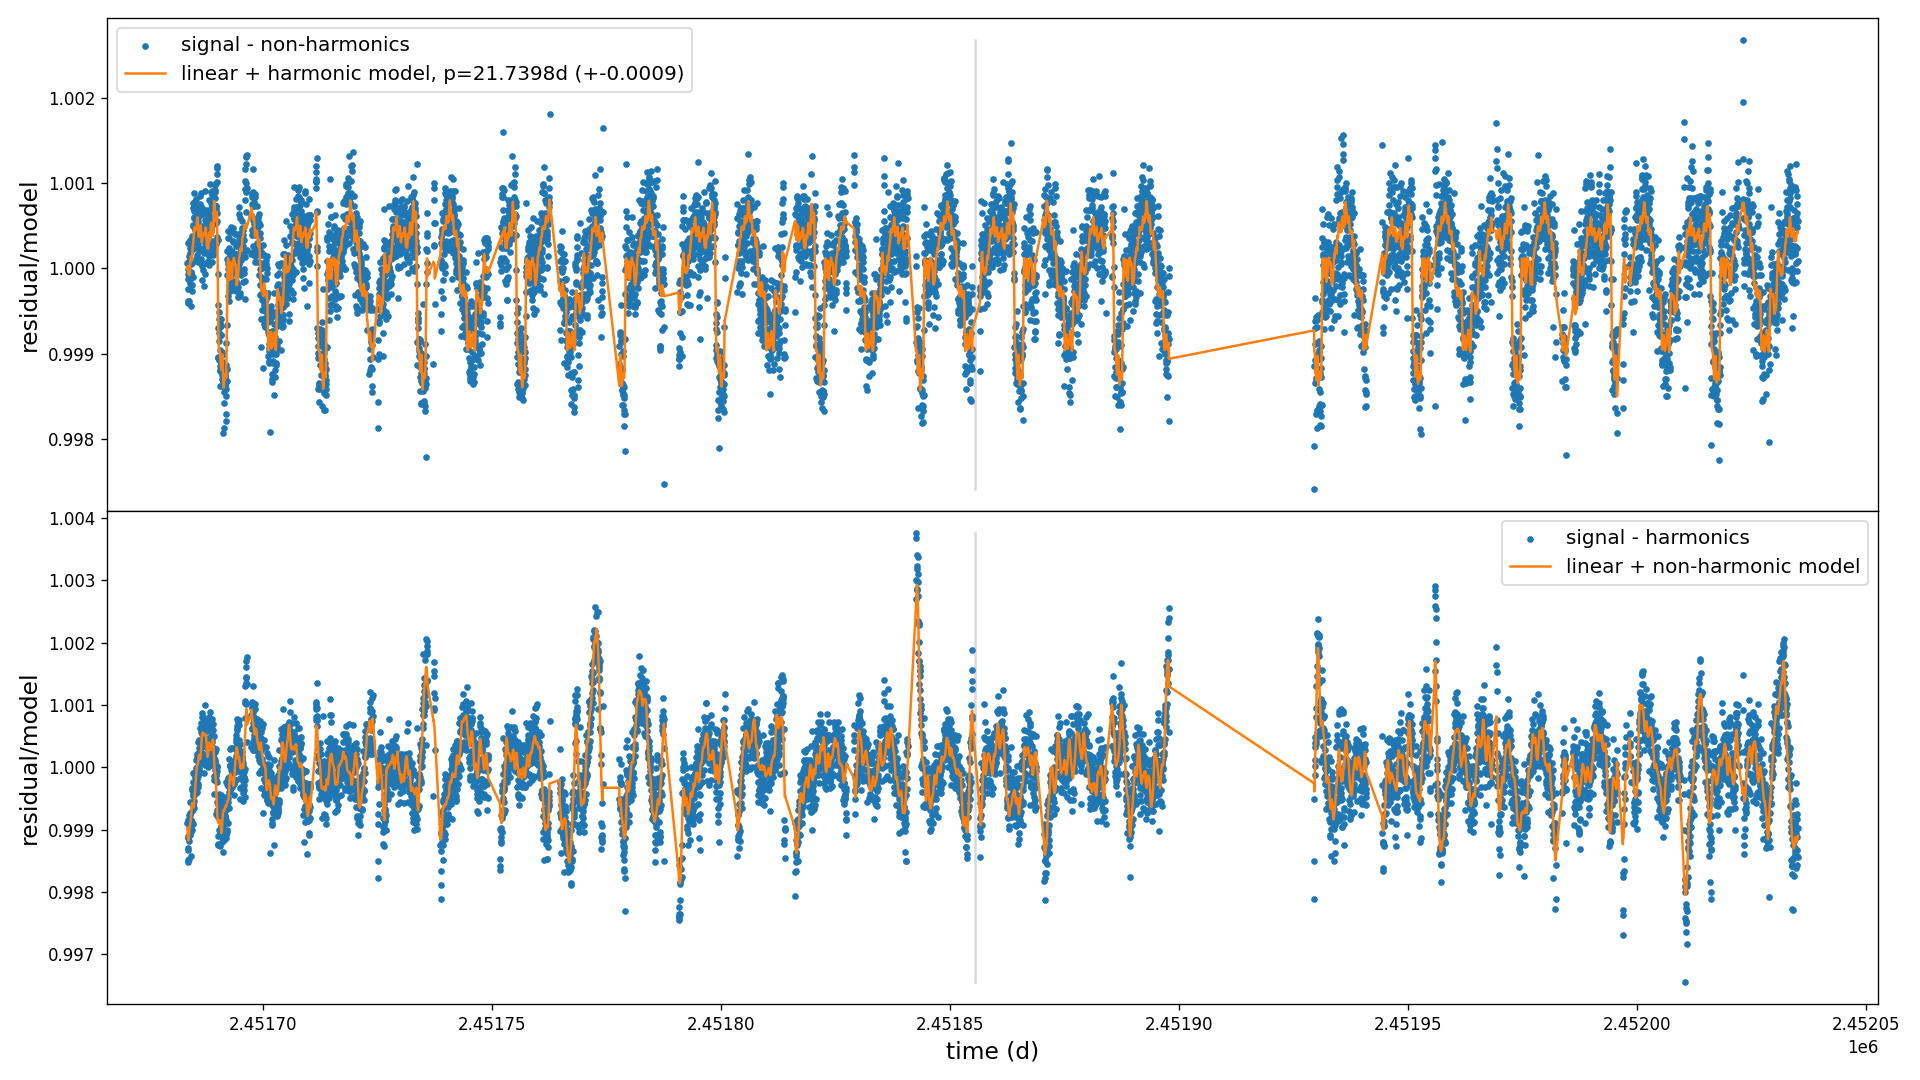 signal - non-harmonics
linear + harmonic model, p=21.7398d (+-0.0009)
1.002
1.001
1.000
0.999
0.998
residual/model
signal - harmonics
linear + non-harmonic model
1.004
1.003
1.002
1.001
1.000
0.999
0.998
0.997
residual/model
2.45170
2.45175
2.45180
2.45185
2.45190
2.45195
2.45200
2.45205
time (d)
1e6